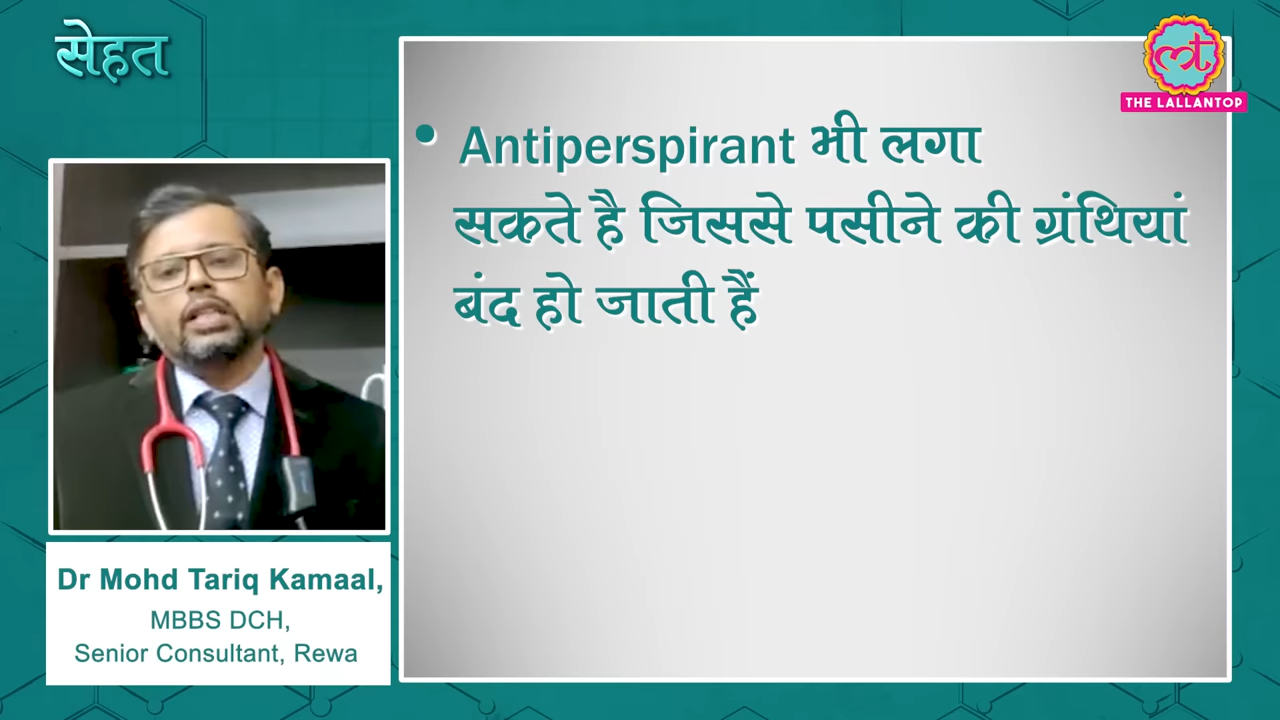 सेहत
THE LALLANTOP
• Antiperspirant भी लगा
सकते है जिससे पसीने की ग्रंथियां
बंद हो जाती हैं
Dr Mohd Tariq Kamaal,
MBBS DCH,
Senior Consultant, Rewa